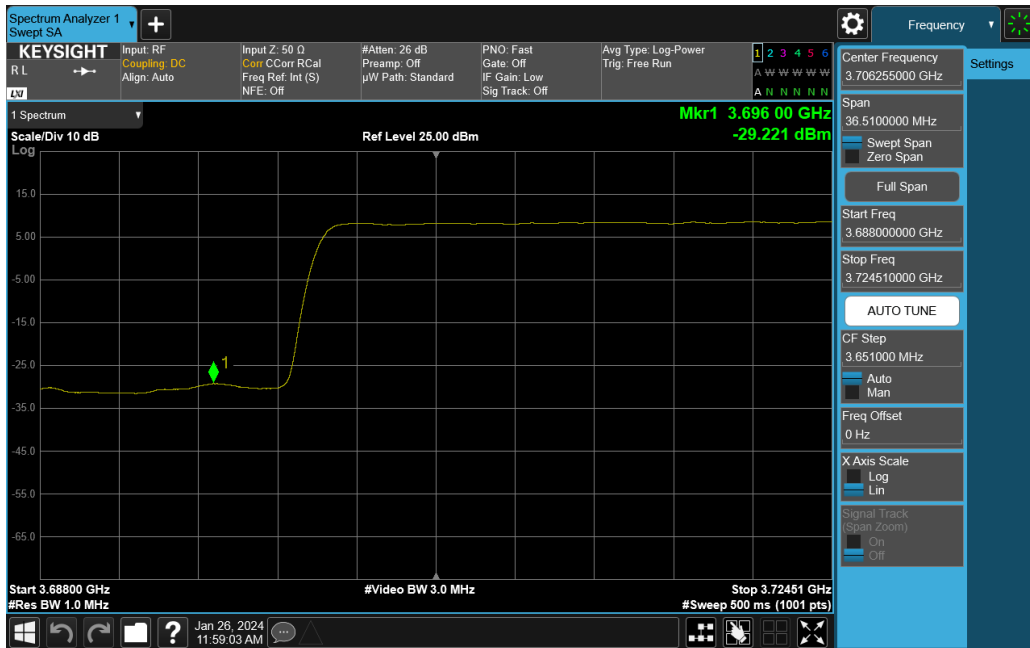 Spectrum Analyzer 1
Swept SA
+
Frequency
KEYSIGHT
R L
LXI
Input: RF
Coupling: DC
Align: Auto
Input Z: 50 Ω
Corr CCorr RCal
Freq Ref: Int (S)
NFE: Off
#Atten: 26 dB
Preamp: Off
µW Path: Standard
PNO: Fast
Gate: Off
IF Gain: Low
Sig Track: Off
Avg Type: Log-Power
Trig: Free Run
1 2 3 4 5 6
A W W W W W
A N N N N N
1 Spectrum
Mkr1 3.696 00 GHz
-29.221 dBm
Scale/Div 10 dB
Ref Level 25.00 dBm
Log
15.0
5.00
-5.00
-15.0
-25.0
-35.0
-45.0
-55.0
-65.0
1
Start 3.68800 GHz
#Video BW 3.0 MHz
Stop 3.72451 GHz
#Res BW 1.0 MHz
#Sweep 500 ms (1001 pts)
Center Frequency
3.706255000 GHz
Settings
Span
36.5100000 MHz
Swept Span
Zero Span
Full Span
Start Freq
3.688000000 GHz
Stop Freq
3.724510000 GHz
AUTO TUNE
CF Step
3.651000 MHz
Auto
Man
Freq Offset
0 Hz
X Axis Scale
Log
Lin
Signal Track
(Span Zoom)
On
Off
?
Jan 26, 2024
11:59:03 AM